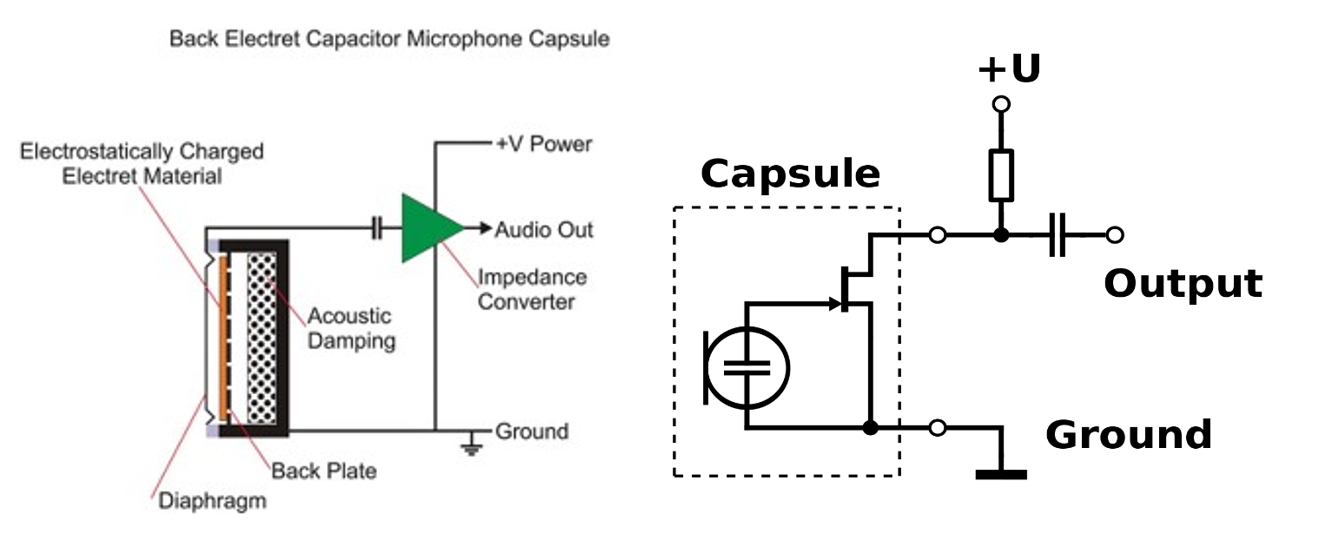 Back Electret Capacitor Microphone Capsule
Electrostatically Charged
Electret Material
+V Power
Audio Out
Impedance
Converter
Acoustic
Damping
Ground
Back Plate
Diaphragm
+U
Capsule
Output
Ground